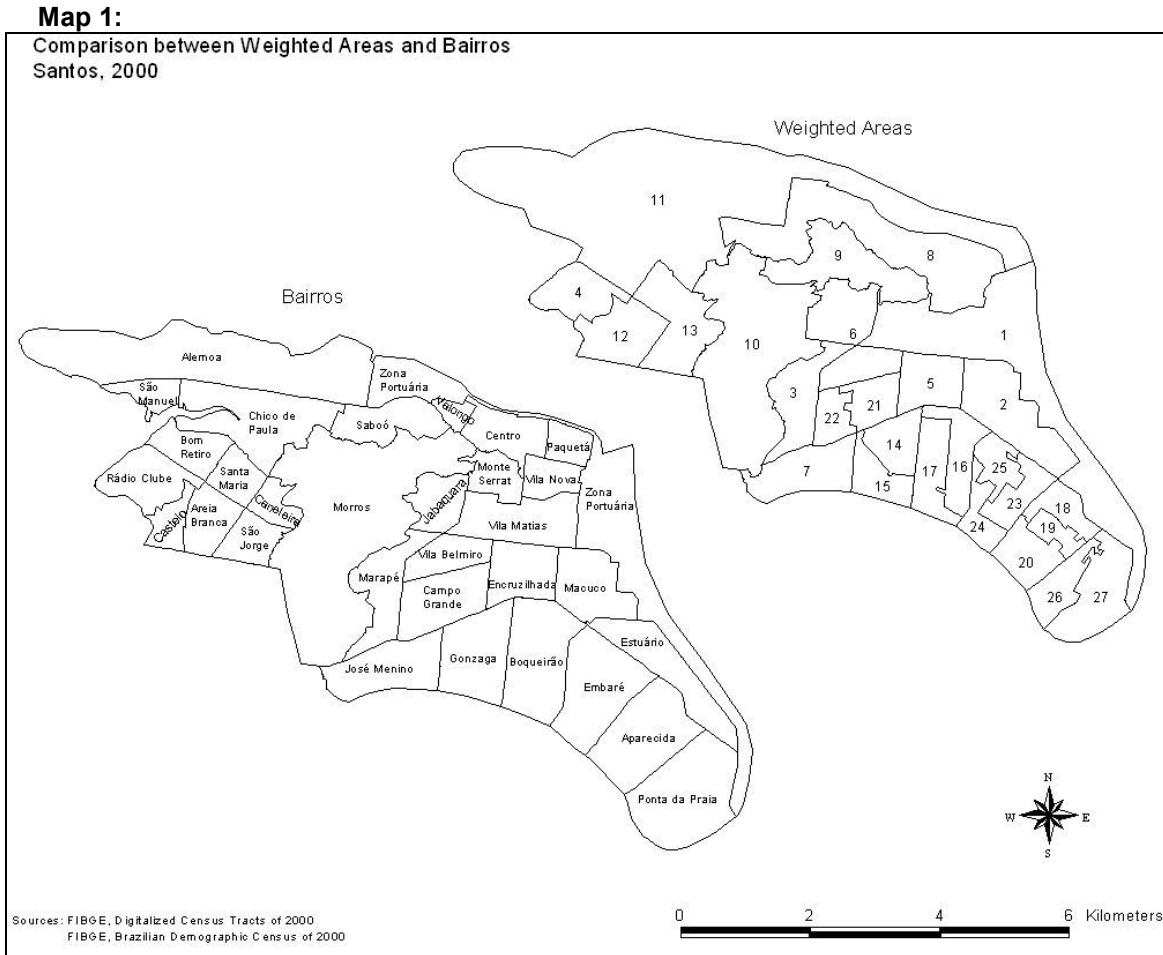 Map 1:
Comparison between Weighted Areas and Bairros
Santos, 2000
Weighted Areas
11
8
9
4
12
13
10
6
1
3
5
2
22
21
14
7
15
17
16
25
23
24
18
19
20
26
27
Bairros
Alemoa
Zona
Portuária
São
Manuel
Chico de
Paula
Saboó
Valongo
Centro
Paquetá
Bom
Retiro
Santa
Maria
Rádio Clube
Castelo
Areia
Branca
Caneleira
São
Jorge
Morros
Jabaquara
Monte
Serrat
Vila Nova
Zona
Portuária
Vila Matias
Vila Belmiro
Marapé
Campo
Grande
Encruzilhada
Macuco
José Menino
Gonzaga
Boqueirão
Estuário
Embaré
Aparecida
Ponta da Praia
N
W
E
S
0 2 4 6 Kilometers
Sources: FIBGE, Digitalized Census Tracts of 2000
FIBGE, Brazilian Demographic Census of 2000